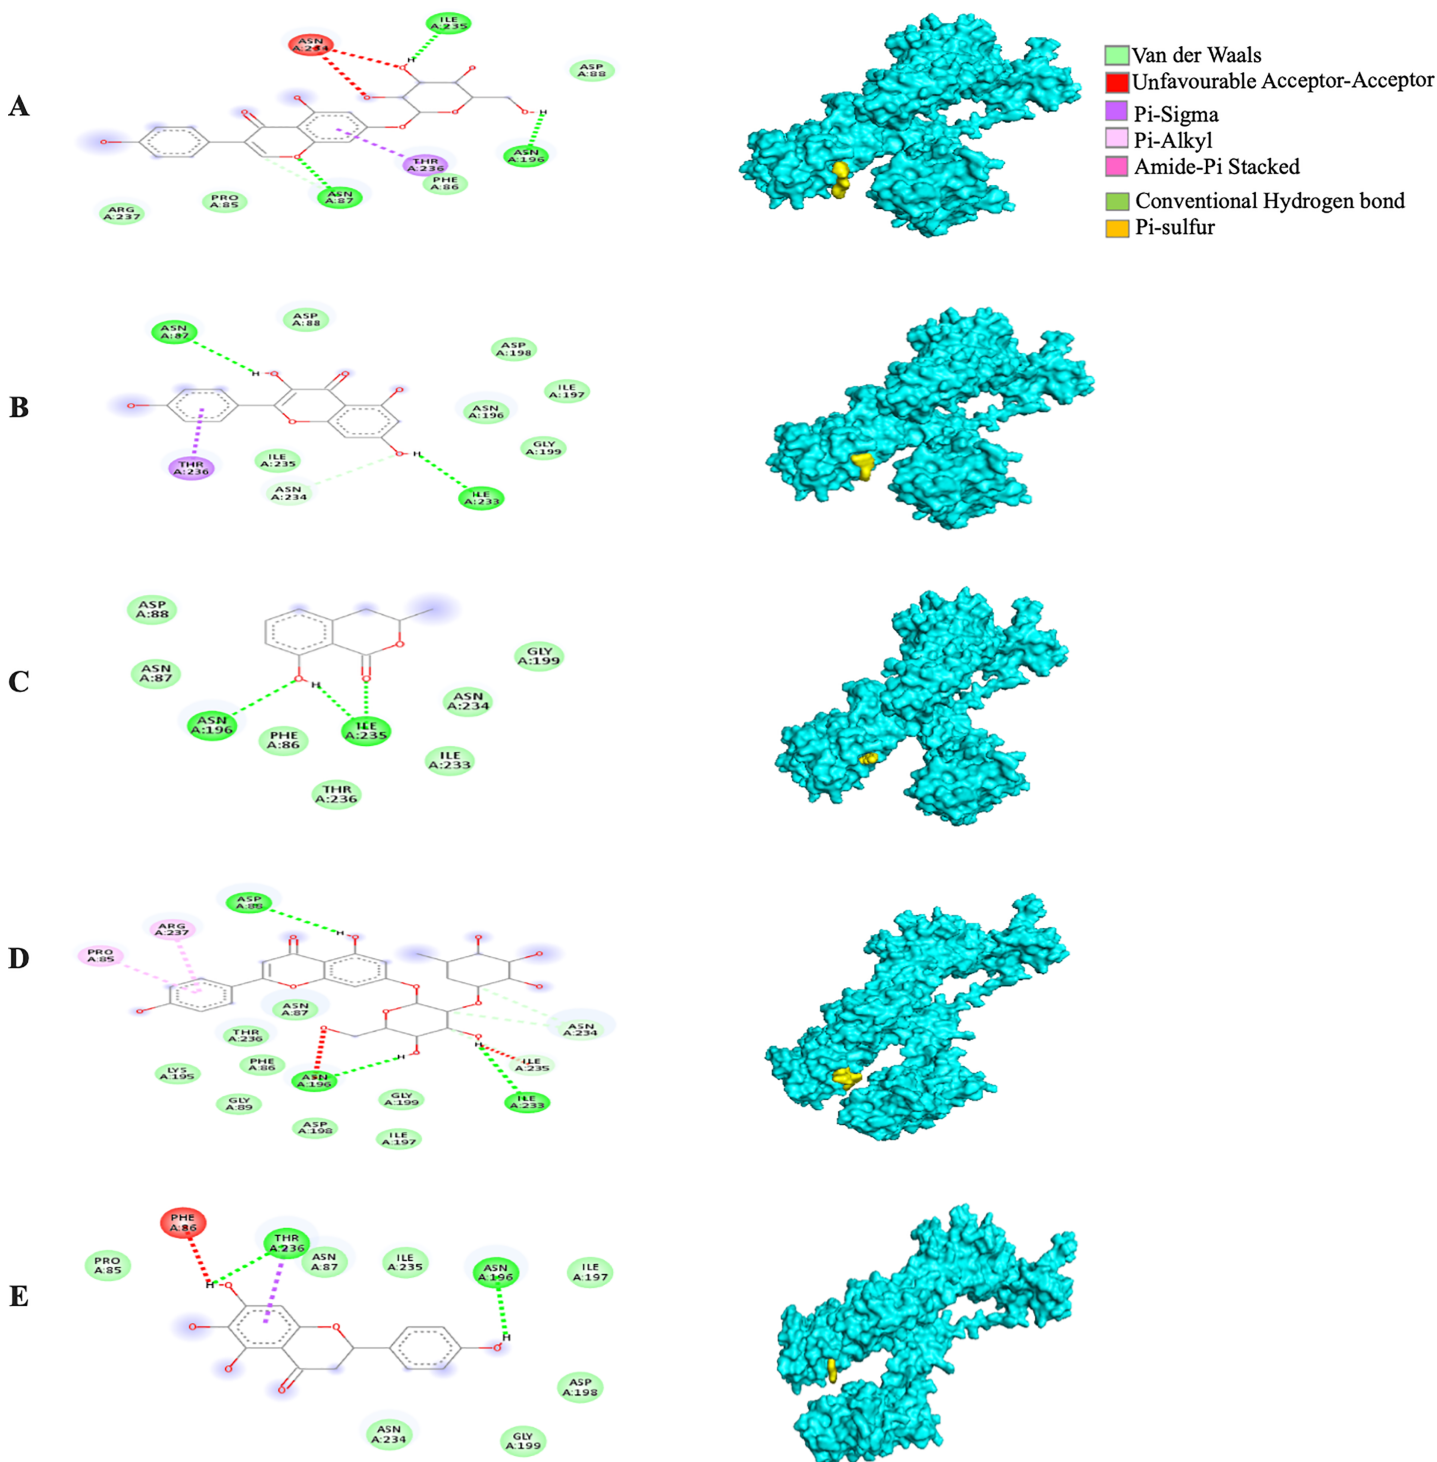 A
ILE
A:235
ASN
A:234
ASP
A:88
ASN
A:196
THR
A:236
PHE
A:86
ASN
A:87
PRO
A:85
ARG
A:237
H
H
Van der Waals
Unfavourable Acceptor-Acceptor
Pi-Sigma
Pi-Alkyl
Amide-Pi Stacked
Conventional Hydrogen bond
Pi-sulfur
B
ASN
A:87
ASP
A:88
ASP
A:198
ILE
A:197
ASN
A:196
GLY
A:199
THR
A:236
ILE
A:235
ASN
A:234
ILE
A:233
H
H
C
ASP
A:88
ASN
A:87
ASN
A:196
PHE
A:86
THR
A:236
ILE
A:235
ILE
A:233
ASN
A:234
GLY
A:199
O
O
O
H
D
ASP
A:88
ARG
A:237
PRO
A:85
ASN
A:87
THR
A:236
PHE
A:86
LYS
A:195
GLY
A:89
ASN
A:196
ASP
A:198
GLY
A:199
ILE
A:197
ILE
A:233
ILE
A:235
ASN
A:234
H
H
H
E
PHE
A:86
THR
A:236
PRO
A:85
ASN
A:87
ILE
A:235
ASN
A:196
ILE
A:197
ASP
A:198
GLY
A:199
ASN
A:234
H
H